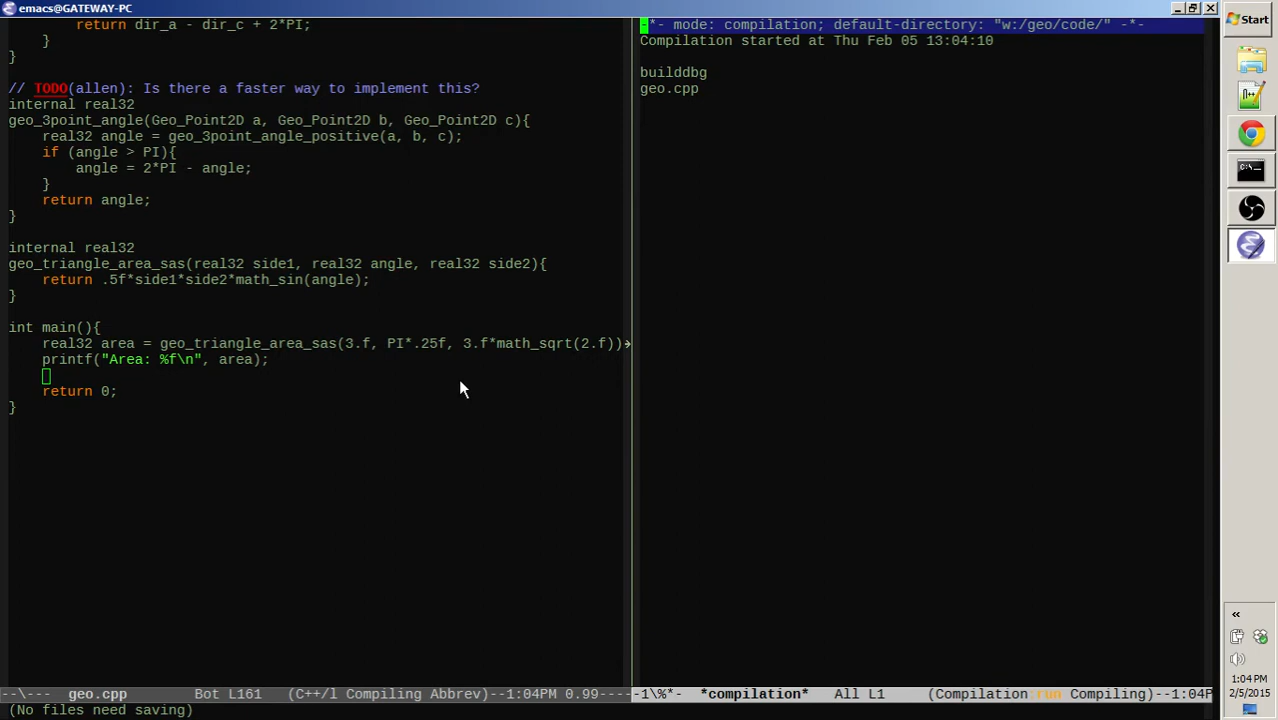 emacs@GATEWAY-PC
return dir_a - dir_c + 2*PI;
}
}
// TODO(allen): Is there a faster way to implement this?
internal real32
geo_3point_angle(Geo_Point2D a, Geo_Point2D b, Geo_Point2D c){
real32 angle = geo_3point_angle_positive(a, b, c);
if (angle > PI){
angle = 2*PI - angle;
}
return angle;
}
internal real32
geo_triangle_area_sas(real32 side1, real32 angle, real32 side2){
return .5f*side1*side2*math_sin(angle);
}
int main(){
real32 area = geo_triangle_area_sas(3.f, PI*.25f, 3.f*math_sqrt(2.f))
printf("Area: %f\n", area);
return 0;
}
--\--- geo.cpp Bot L161 (C++/l Compiling Abbrev)--1:04PM 0.99----
(No files need saving)
-*- mode: compilation; default-directory: "w:/geo/code/" -*-
Compilation started at Thu Feb 05 13:04:10
builddbg
geo.cpp
-1\%*- *compilation* All L1 (Compilation:run Compiling)--1:04P
Start
C:\.
«
1:04 PM
2/5/2015